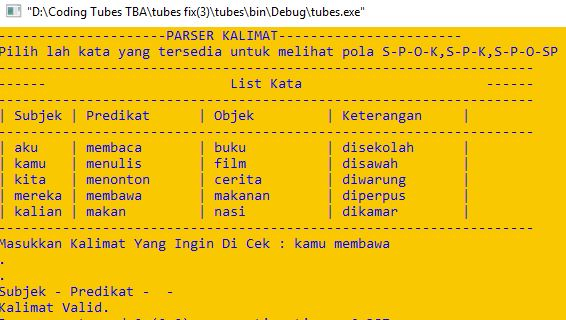 "D:\Coding Tubes TBA\tubes fix(3)\tubes\bin\Debug\tubes.exe"
---------------------PARSER KALIMAT-----------------------
Pilih lah kata yang tersedia untuk melihat pola S-P-O-K,S-P-K,S-P-O-SP
-------------------------------------------------------------------
------ List Kata ------
-------------------------------------------------------------------
| Subjek | Predikat | Objek | Keterangan |
-------------------------------------------------------------------
| aku | membaca | buku | disekolah |
| kamu | menulis | film | disawah |
| kita | menonton | cerita | diwarung |
| mereka | membawa | makanan | diperpus |
| kalian | makan | nasi | dikamar |
-------------------------------------------------------------------
Masukkan Kalimat Yang Ingin Di Cek : kamu membawa
.
.
Subjek - Predikat - -
Kalimat Valid.